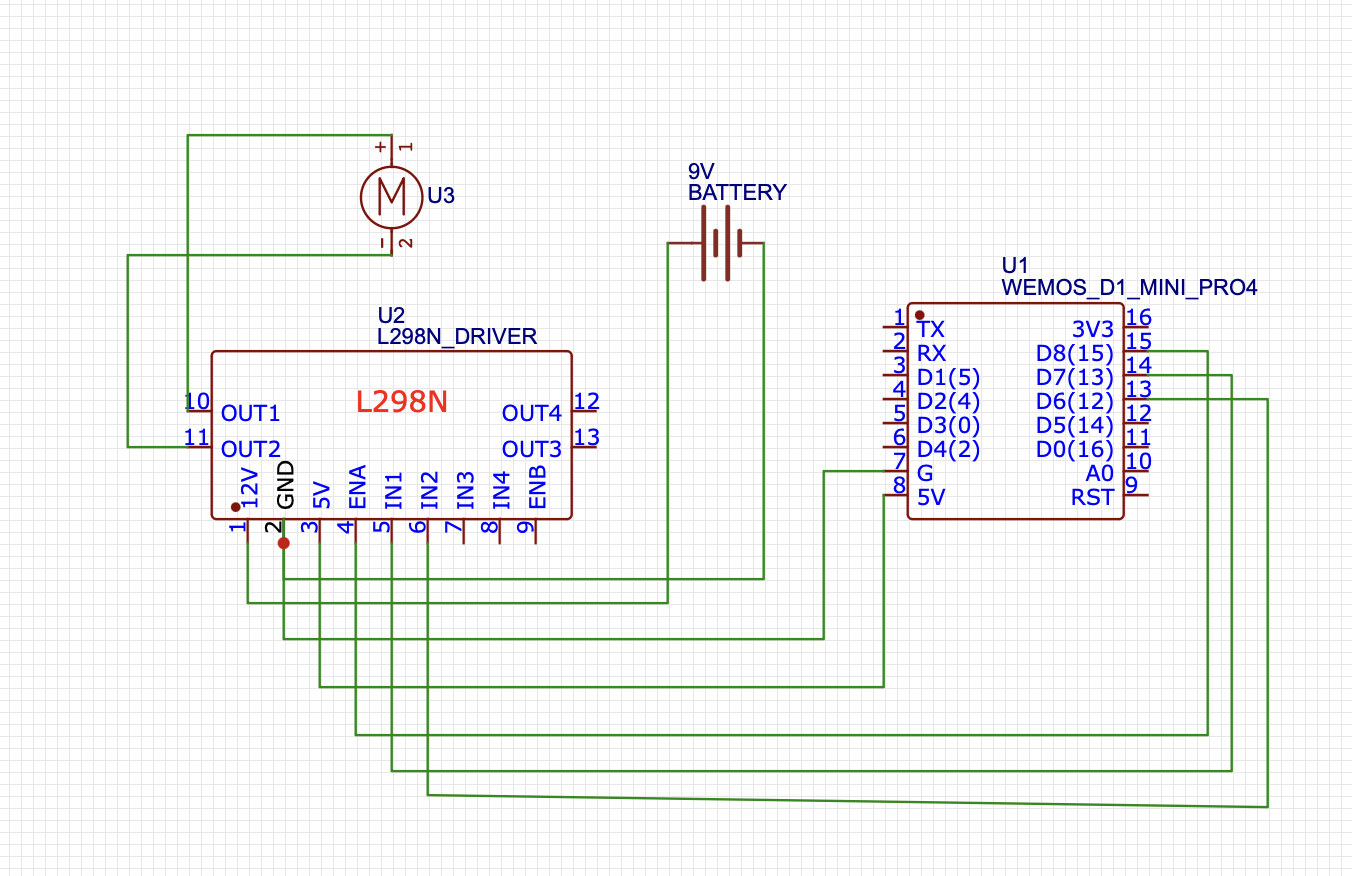 + 1
U3
- 2
9V
BATTERY
U1
WEMOS_D1_MINI_PRO4
U2
L298N_DRIVER
L298N
10 OUT1
11 OUT2
12 OUT4
13 OUT3
12V
GND
5V
ENA
IN1
IN2
IN3
IN4
ENB
1 2 3 4 5 6 7 8 9
1 TX
2 RX
3 D1(5)
4 D2(4)
5 D3(0)
6 D4(2)
7 G
8 5V
3V3 16
D8(15) 15
D7(13) 14
D6(12) 13
D5(14) 12
D0(16) 11
A0 10
RST 9
M